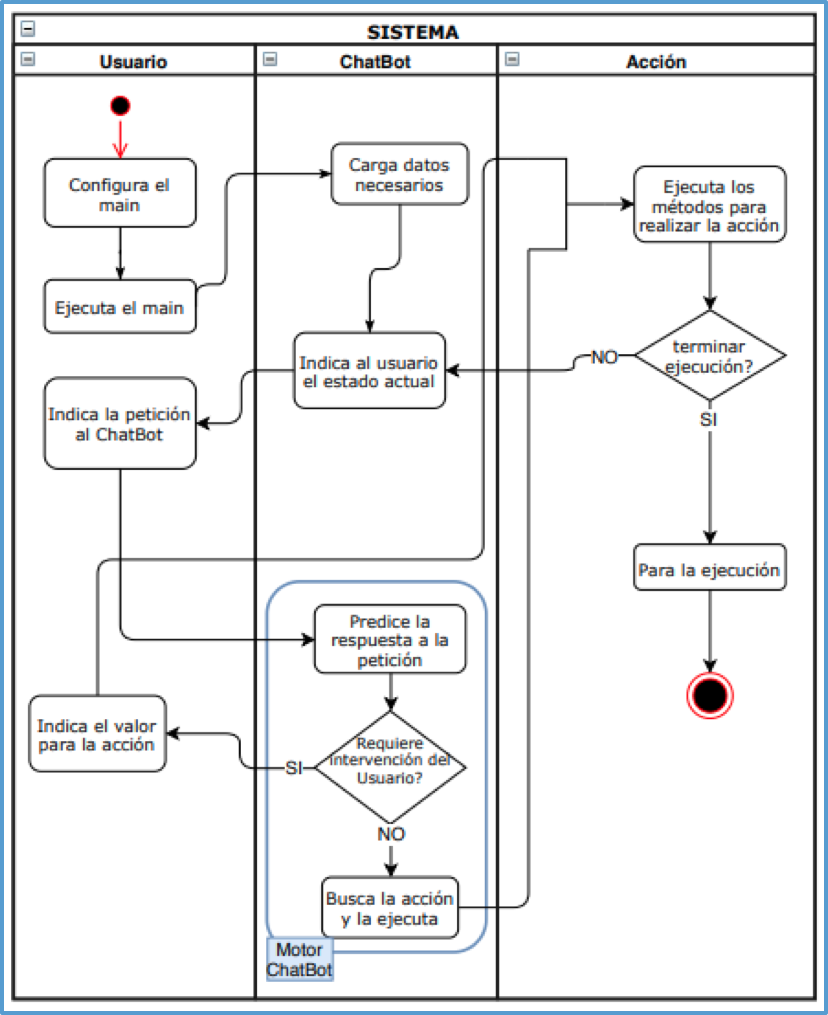 SISTEMA
Usuario
ChatBot
Acción
Configura el
main
Ejecuta el main
Carga datos
necesarios
Ejecuta los
métodos para
realizar la acción
Indica al usuario
el estado actual
NO
terminar
ejecución?
SI
Indica la petición
al ChatBot
Para la ejecución
Predice la
respuesta a la
petición
Indica el valor
para la acción
SI
Requiere
intervención del
Usuario?
NO
Busca la acción
y la ejecuta
Motor
ChatBot